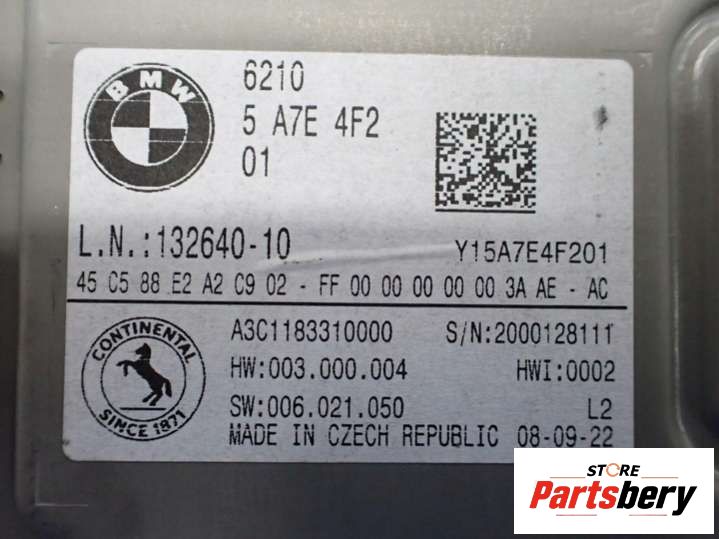 BMW
6210
5 A7E 4F2
01
L.N.:132640-10
Y15A7E4F201
45 C5 88 E2 A2 C9 02 - FF 00 00 00 00 00 3A AE - AC
CONTINENTAL
SINCE 1871
A3C1183310000 S/N:2000128111
HW:003.000.004 HWI:0002
SW:006.021.050 L2
MADE IN CZECH REPUBLIC 08-09-22
STORE
Partsbery